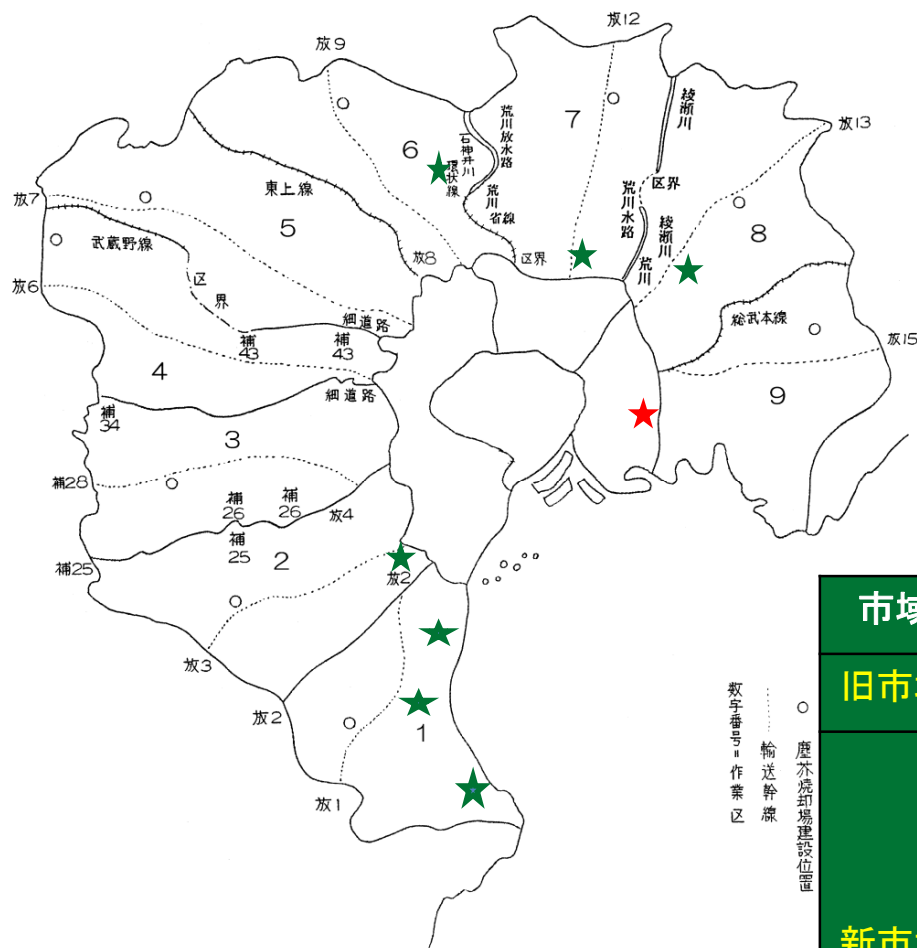 放12
放9
7
荒川放水路
綾瀬川
放13
6
石神井川
環状線
東上線
荒川
省線
区界
荒川水路
綾瀬川
荒川
8
放7
5
武蔵野線
放8
区界
区界
総武本線
放6
細道路
補43
補43
放15
4
細道路
9
補34
3
補28
補26
補26
放4
補25
2
補25
放2
放3
放2
1
放1
○ 塵芥焼却場建設位置
輸送幹線
数字番号=作業区
市域
旧市
新市